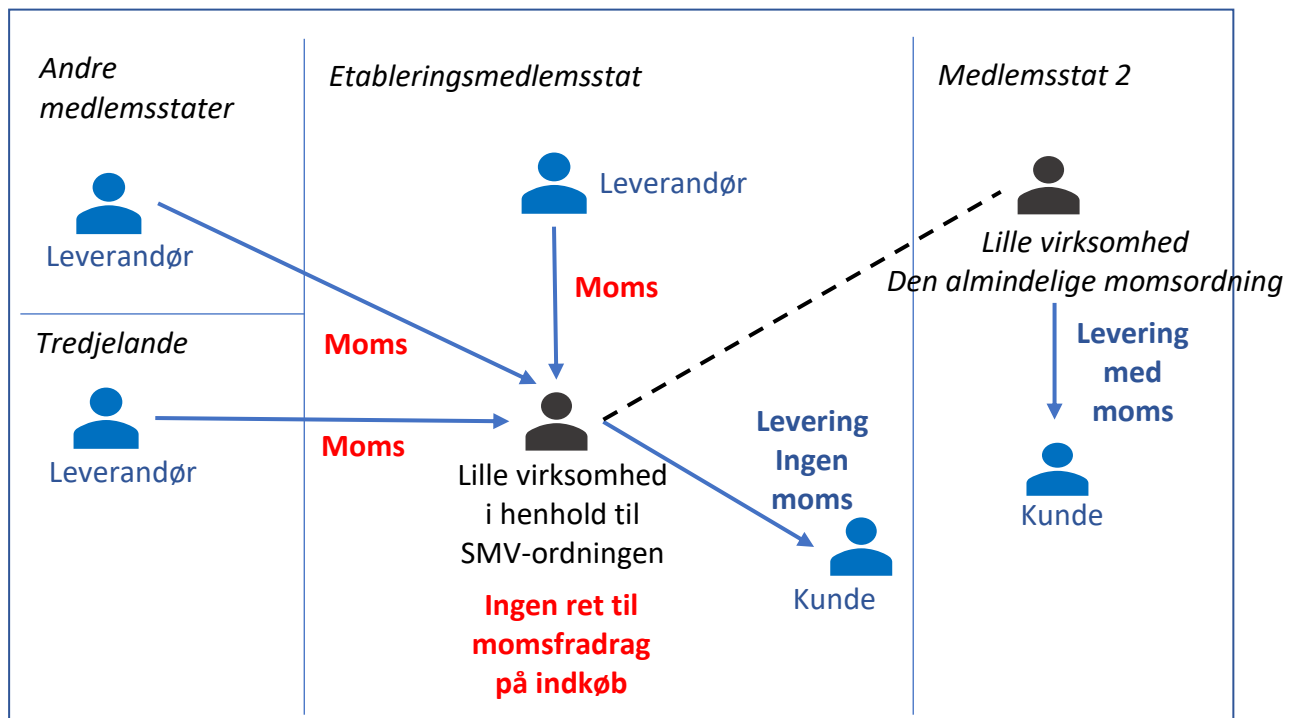 Andre
medlemsstater
Leverandør
Tredjelande
Leverandør
Etableringsmedlemsstat
Leverandør
Moms
Moms
Moms
Lille virksomhed
i henhold til
SMV-ordningen
Ingen ret til
momsfradrag
på indkøb
Levering
Ingen
moms
Kunde
Medlemsstat 2
Lille virksomhed
Den almindelige momsordning
Levering
med
moms
Kunde